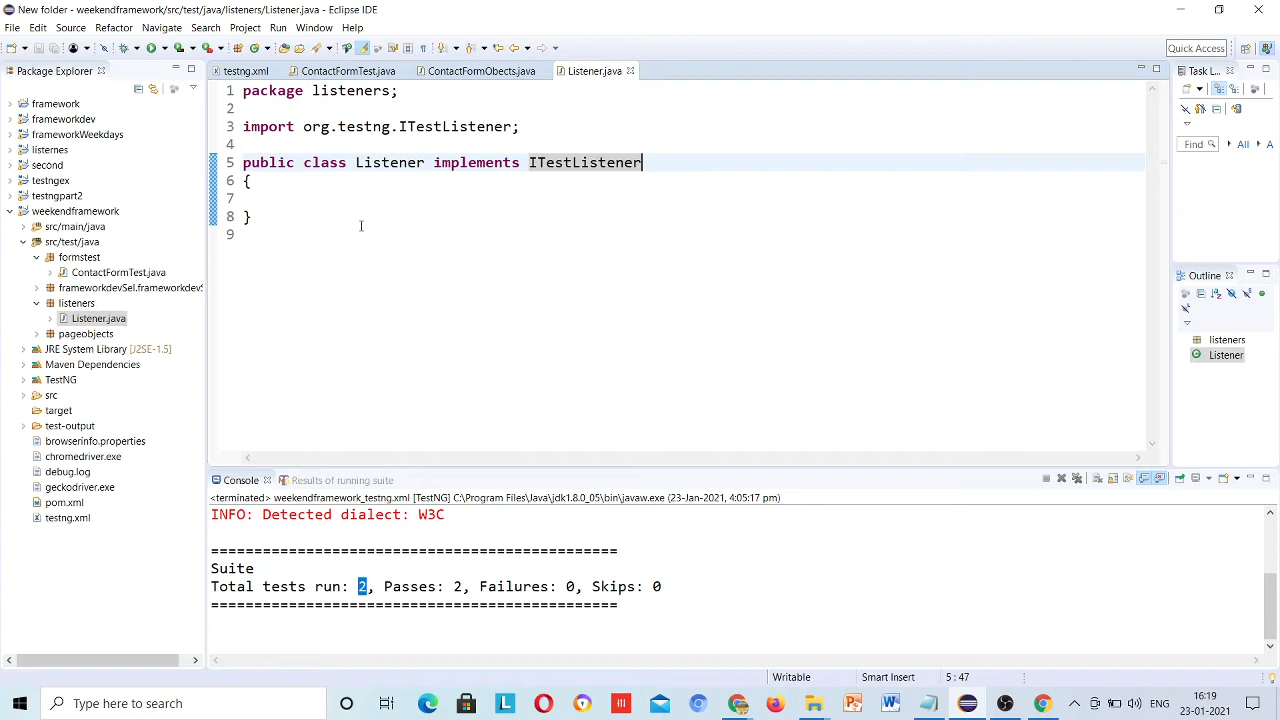 New folder - weekendframework/src/test/java/listeners/Listener.java - Eclipse IDE
File Edit Source Refactor Navigate Search Project Run Window Help
Quick Access
Package Explorer
testng.xml
ContactFormTest.java
ContactFormObects.java
Listener.java
Task L...
framework
frameworkdev
frameworkWeekdays
listernes
second
testngex
testngpart2
weekendframework
src/main/java
src/test/java
formstest
ContactFormTest.java
frameworkdevSel.frameworkdevS
listeners
Listener.java
pageobjects
JRE System Library [J2SE-1.5]
Maven Dependencies
TestNG
src
target
test-output
browserinfo.properties
chromedriver.exe
debug.log
geckodriver.exe
pom.xml
testng.xml
1 package listeners;
2
3 import org.testng.ITestListener;
4
5 public class Listener implements ITestListener
6 {
7
8 }
9
Find All A
Outline
listeners
Listener
Console
Results of running suite
<terminated> weekendframework_testng.xml [TestNG] C:\Program Files\Java\jdk1.8.0_05\bin\javaw.exe (23-Jan-2021, 4:05:17 pm)
INFO: Detected dialect: W3C
===============================================
Suite
Total tests run: 2, Passes: 2, Failures: 0, Skips: 0
===============================================
Writable Smart Insert 5 : 47
Type here to search
16:19
23-01-2021